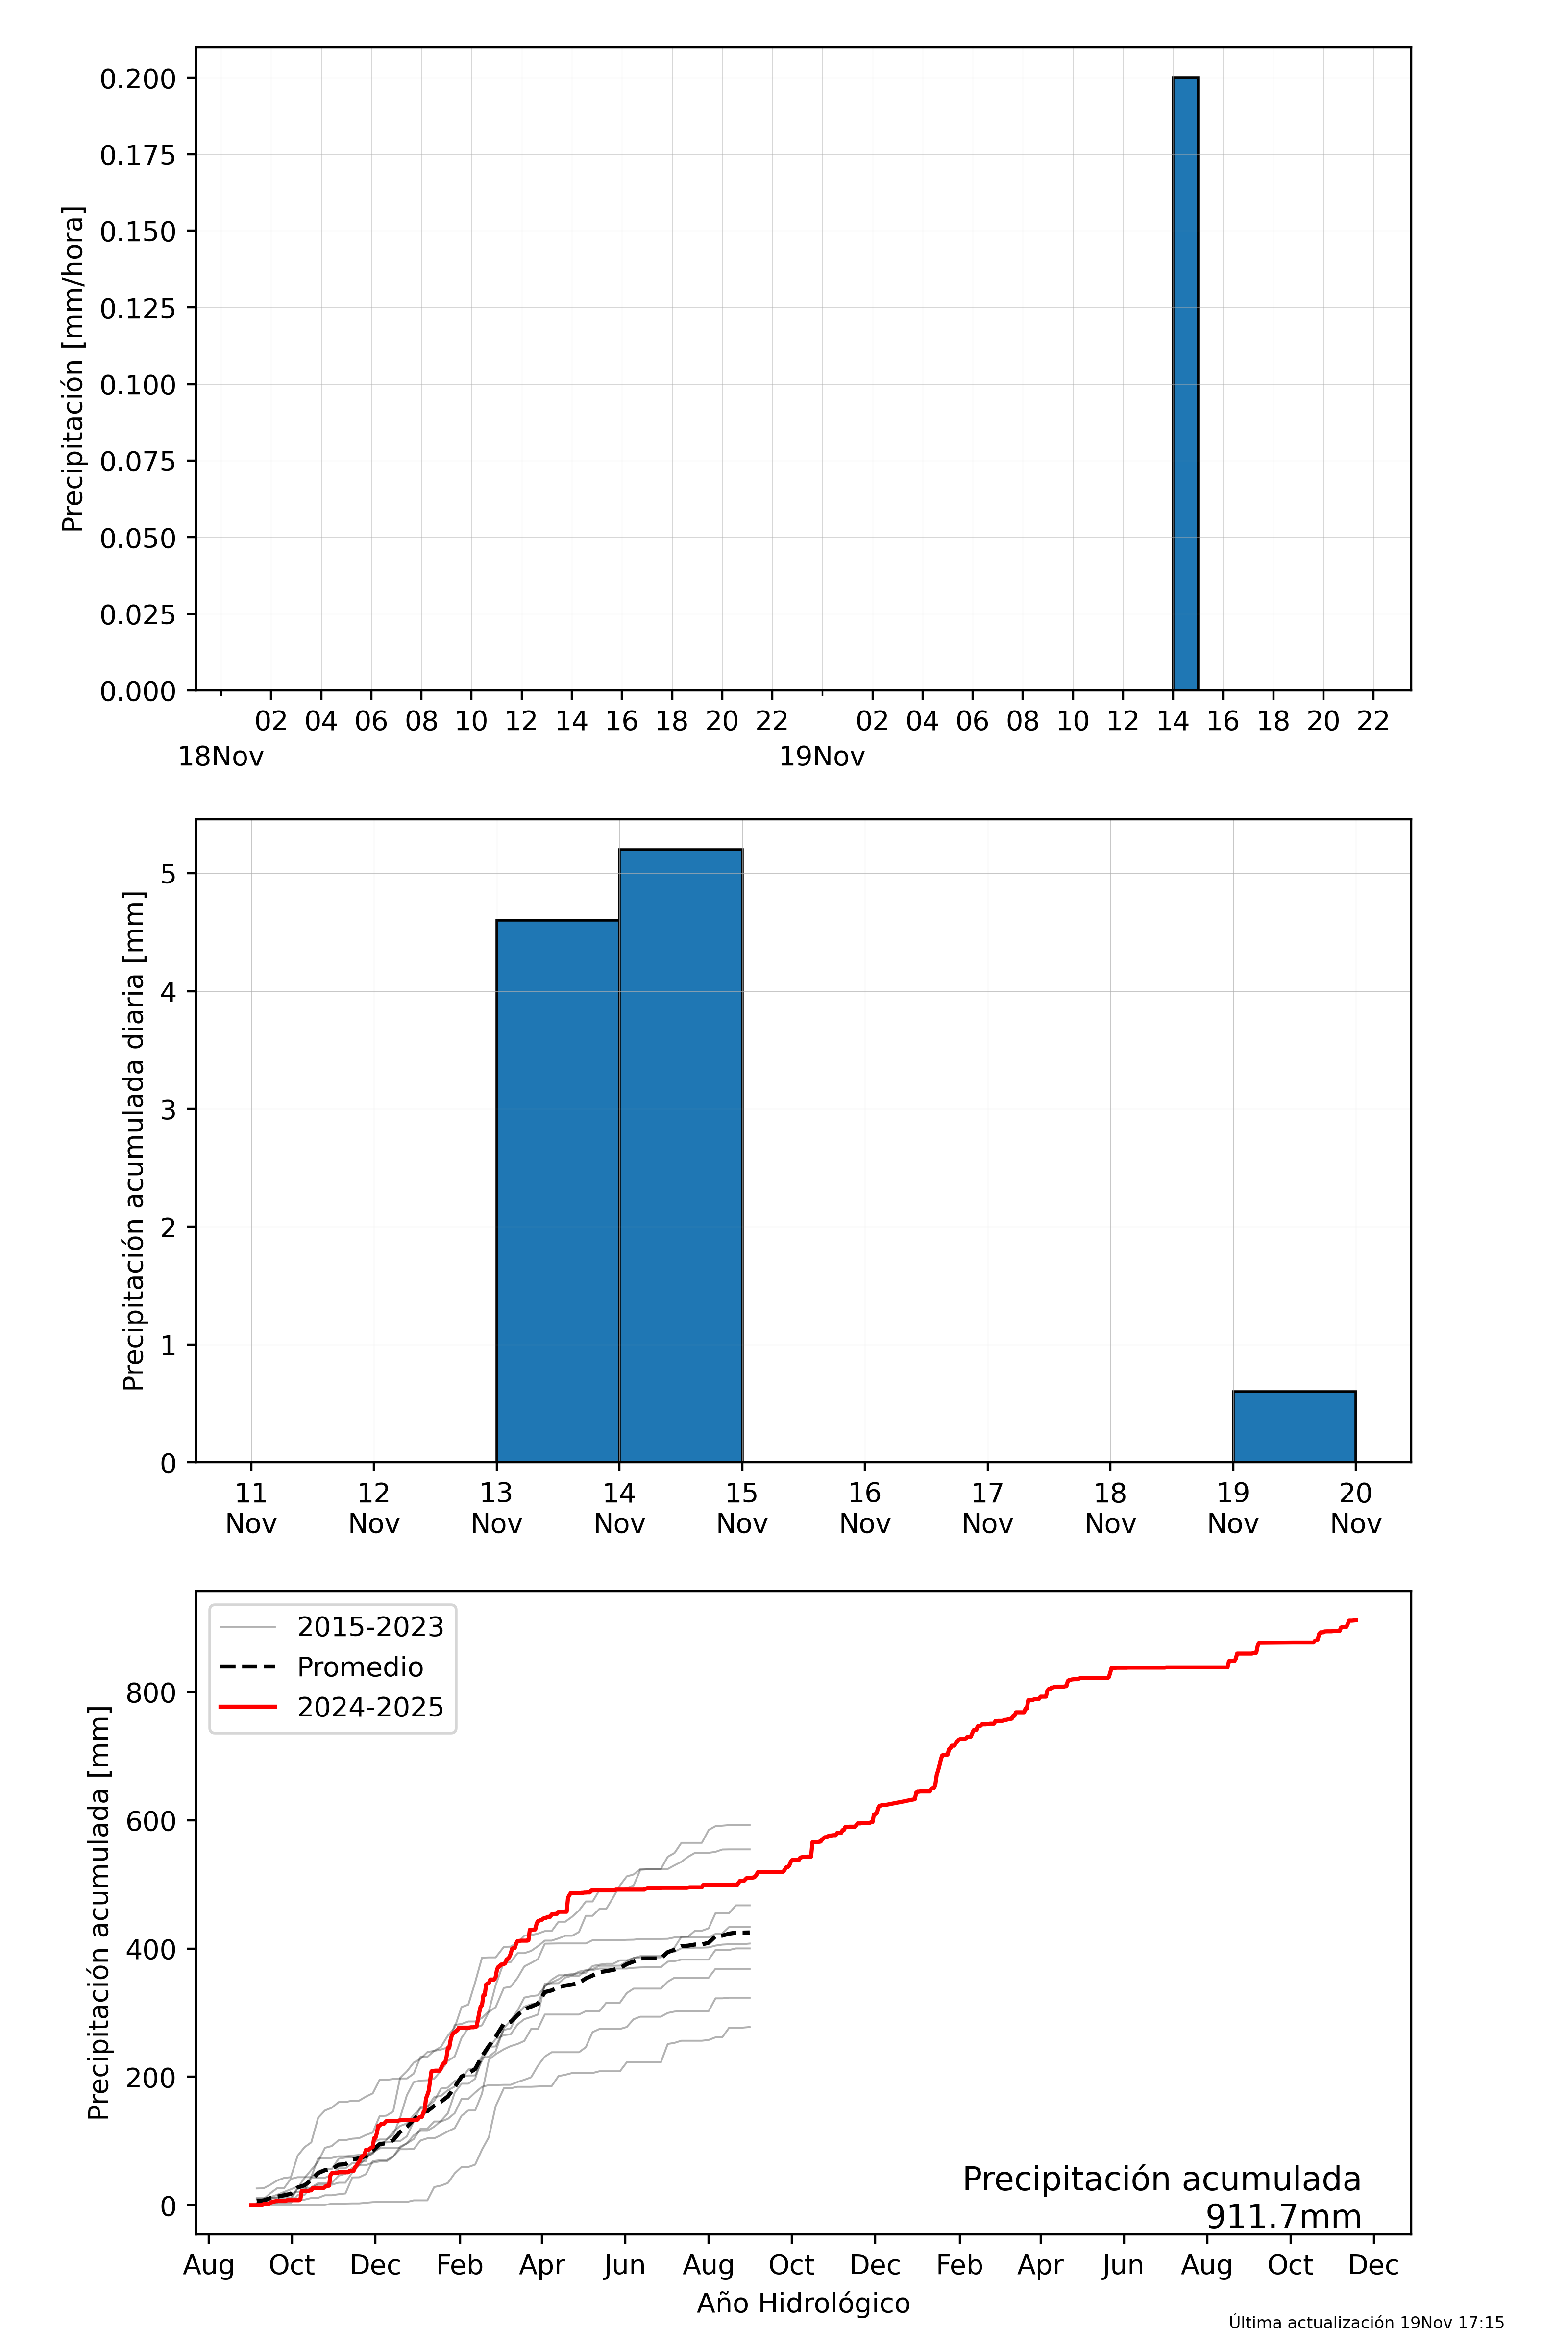 Precipitación [mm/hora]
0.200
0.175
0.150
0.125
0.100
0.075
0.050
0.025
0.000
02 04 06 08 10 12 14 16 18 20 22 02 04 06 08 10 12 14 16 18 20 22
18Nov 19Nov
Precipitación acumulada diaria [mm]
5
4
3
2
1
0
11 12 13 14 15 16 17 18 19 20
Nov Nov Nov Nov Nov Nov Nov Nov Nov Nov
Precipitación acumulada [mm]
2015-2023
Promedio
2024-2025
800
600
400
200
0
Precipitación acumulada
911.7mm
Aug Oct Dec Feb Apr Jun Aug Oct Dec Feb Apr Jun Aug Oct Dec
Año Hidrológico
Última actualización 19Nov 17:15